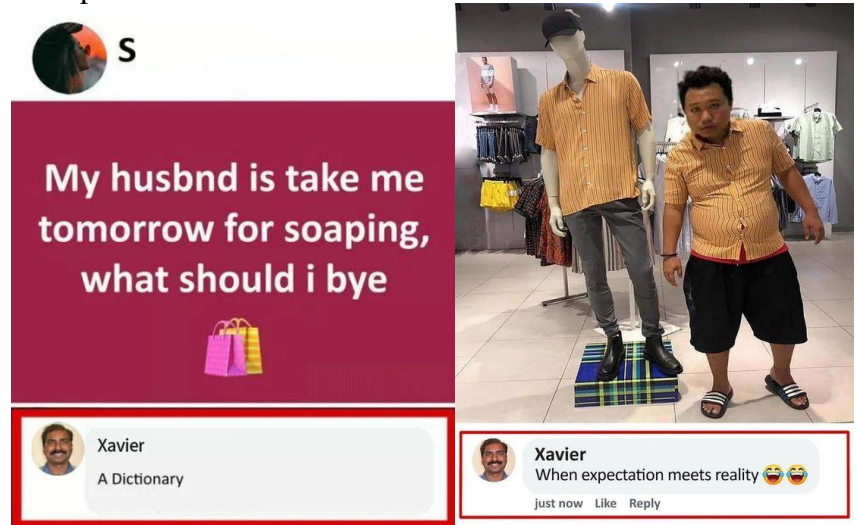 S
My husbnd is take me
tomorrow for soaping,
what should i bye
Xavier
A Dictionary
Xavier
When expectation meets reality 😂😂
just now Like Reply